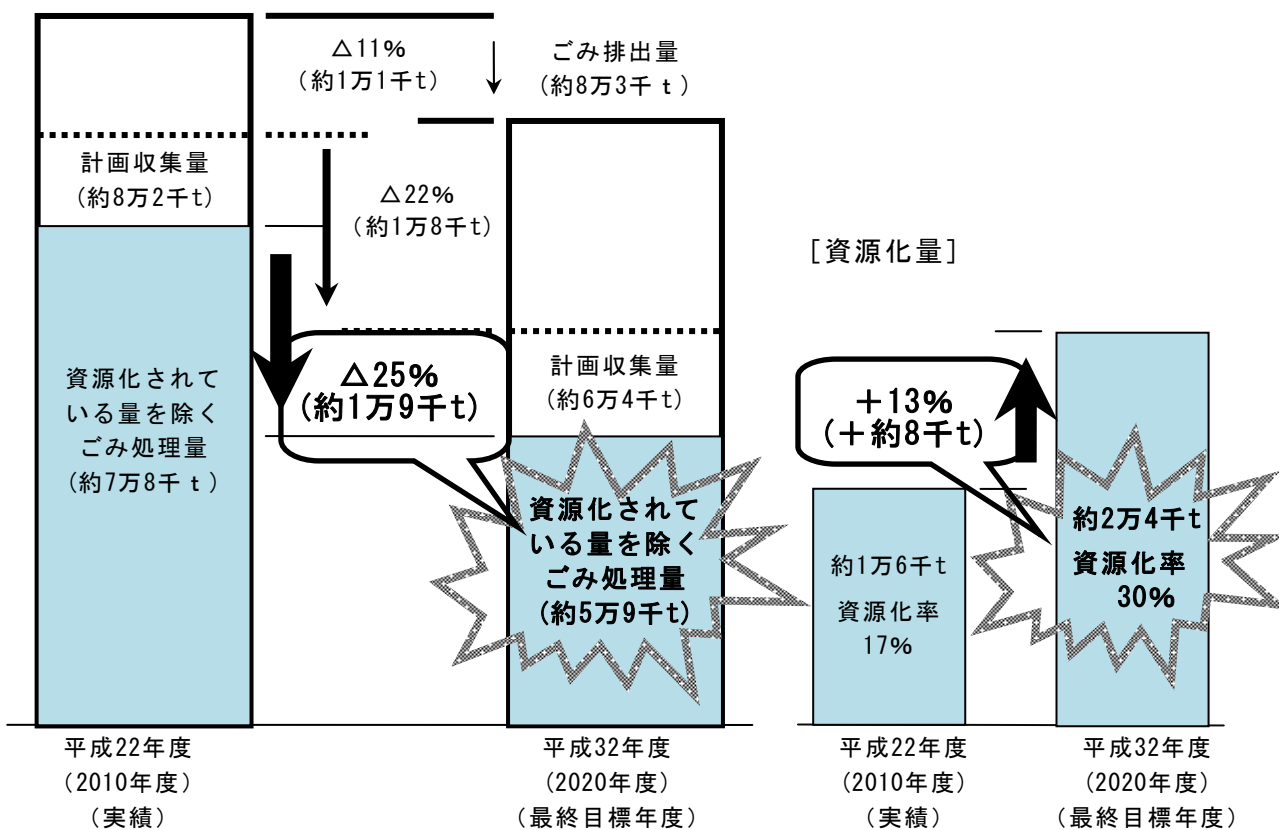 △11%
(約1万1千t)
ごみ排出量
(約8万3千t)
計画収集量
(約8万2千t)
△22%
(約1万8千t)
資源化されて
いる量を除く
ごみ処理量
(約7万8千t)
△25%
(約1万9千t)
計画収集量
(約6万4千t)
資源化されて
いる量を除く
ごみ処理量
(約5万9千t)
平成22年度
(2010年度)
(実績)
平成32年度
(2020年度)
(最終目標年度)
[資源化量]
+13%
(+約8千t)
約1万6千t
資源化率
17%
約2万4千t
資源化率
30%
平成22年度
(2010年度)
(実績)
平成32年度
(2020年度)
(最終目標年度)